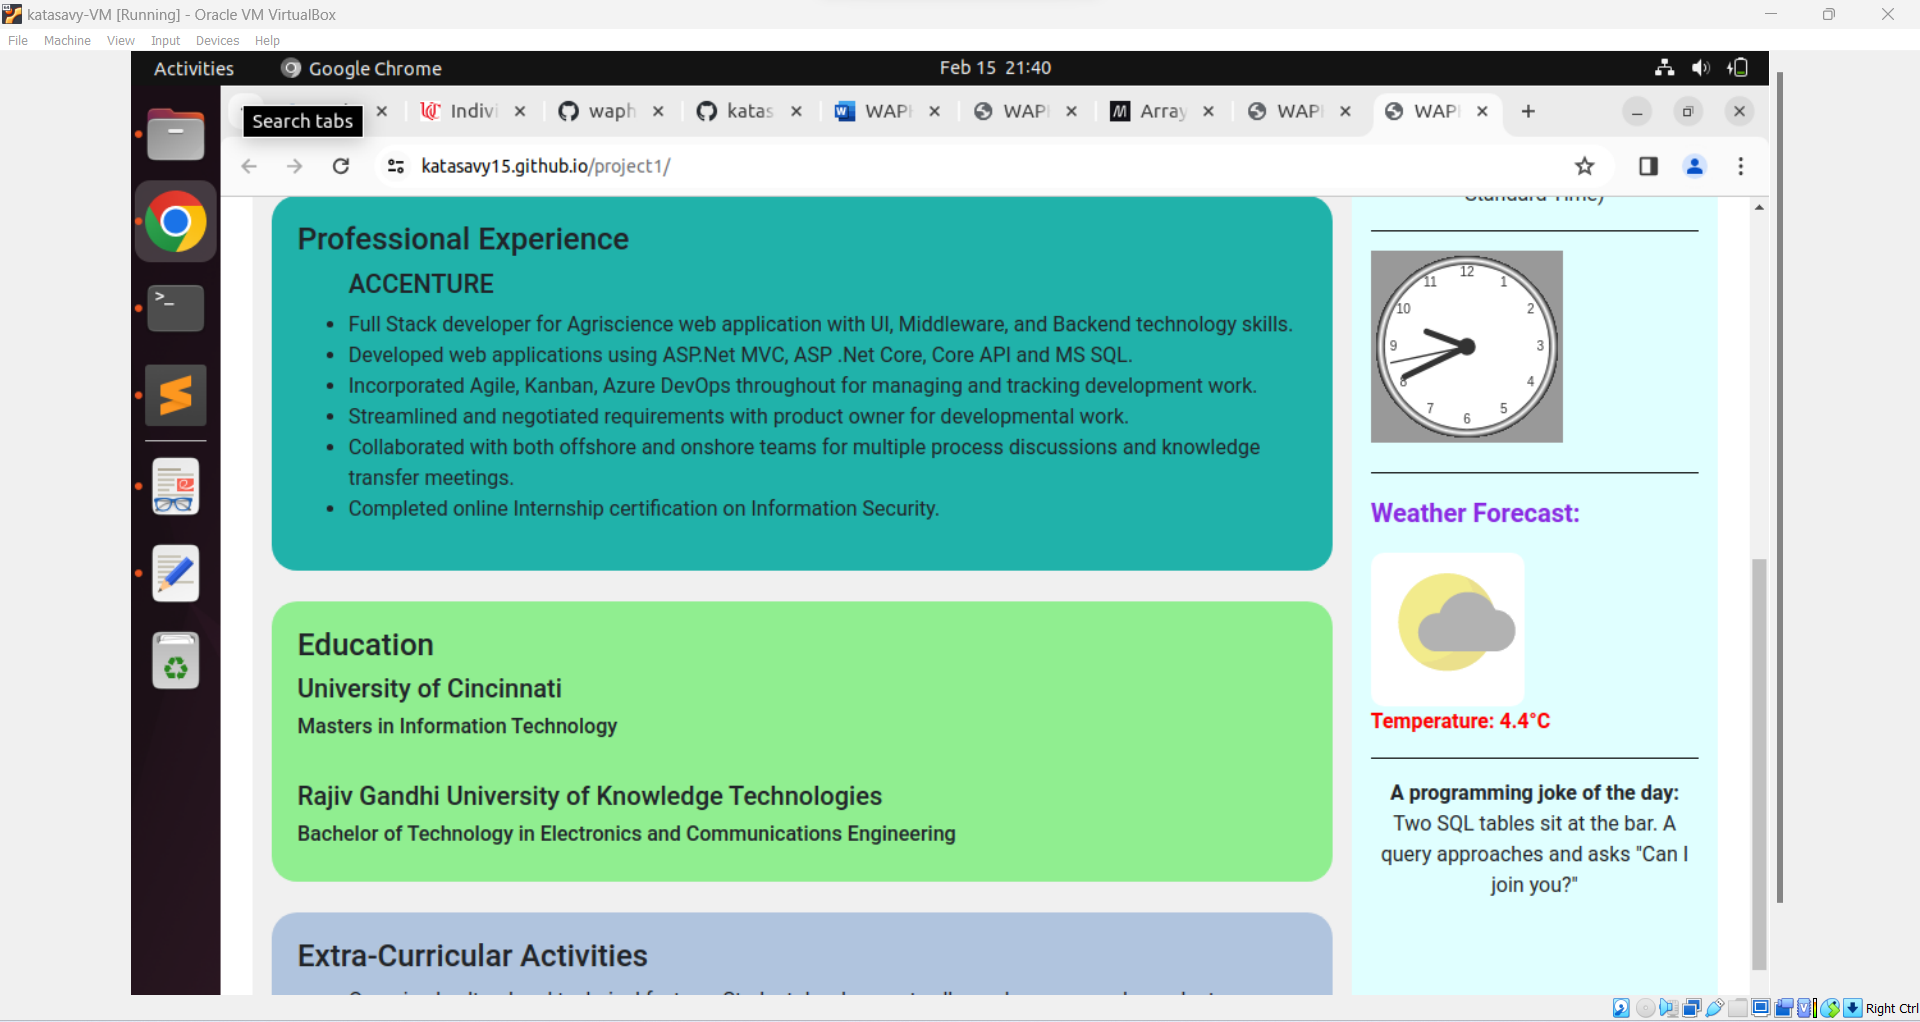 katasavy-VM [Running] - Oracle VM VirtualBox
File Machine View Input Devices Help
Activities Google Chrome Feb 15 21:40
Search tabs Indivi waph katas WAPH WAPH Array WAPH WAPH
katasavy15.github.io/project1/
Professional Experience
ACCENTURE
• Full Stack developer for Agriscience web application with UI, Middleware, and Backend technology skills.
• Developed web applications using ASP.Net MVC, ASP .Net Core, Core API and MS SQL.
• Incorporated Agile, Kanban, Azure DevOps throughout for managing and tracking development work.
• Streamlined and negotiated requirements with product owner for developmental work.
• Collaborated with both offshore and onshore teams for multiple process discussions and knowledge
transfer meetings.
• Completed online Internship certification on Information Security.
Education
University of Cincinnati
Masters in Information Technology
Rajiv Gandhi University of Knowledge Technologies
Bachelor of Technology in Electronics and Communications Engineering
Extra-Curricular Activities
Standard Time)
12
1
2
3
4
5
6
7
8
9
10
11
Weather Forecast:
Temperature: 4.4°C
A programming joke of the day:
Two SQL tables sit at the bar. A
query approaches and asks "Can I
join you?"
Right Ctrl